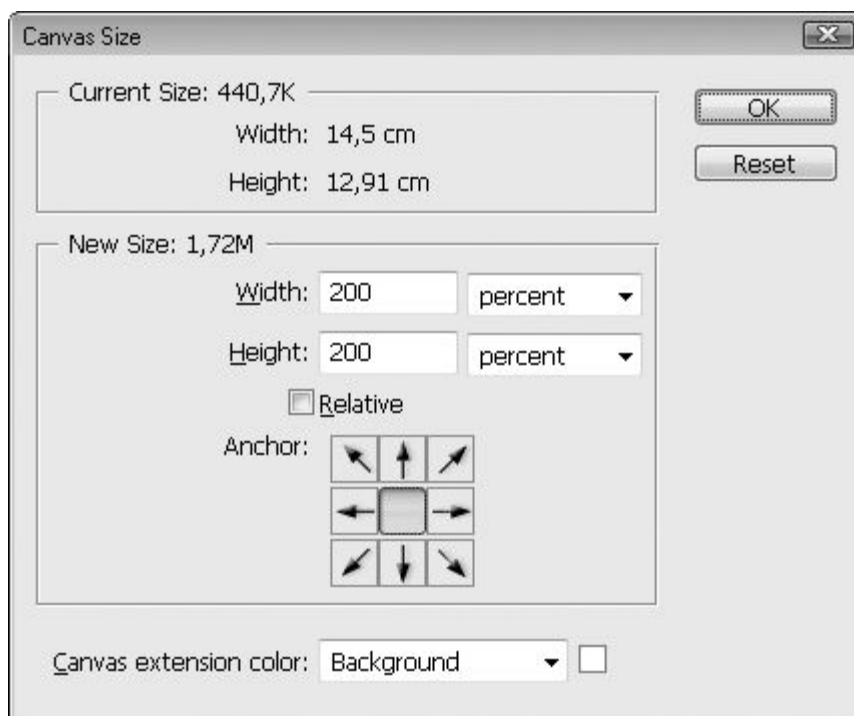 Canvas Size
Current Size: 440,7K
OK
Width: 14,5 cm
Reset
Height: 12,91 cm
New Size: 1,72M
Width: 200 percent
Height: 200 percent
Relative
Anchor:
Canvas extension color: Background